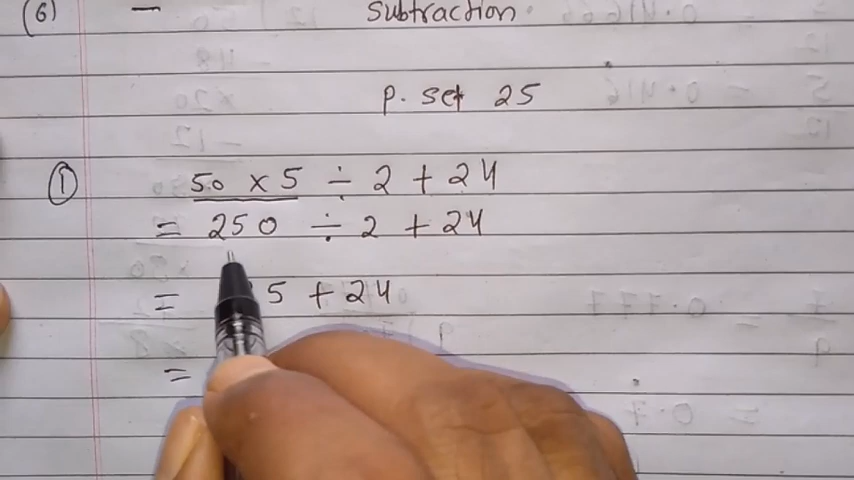 (6) — Subtraction.
P. set 25
① 50 × 5 ÷ 2 + 24
= 250 ÷ 2 + 24
= 5 + 24
=